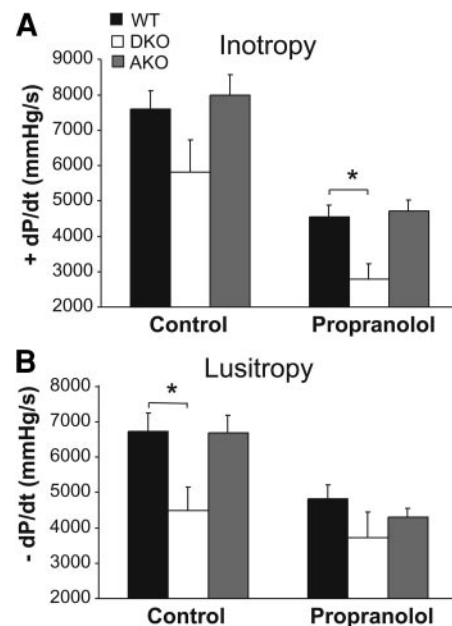 A
WT
DKO
AKO
Inotropy
+ dP/dt (mmHg/s)
9000
8000
7000
6000
5000
4000
3000
2000
*
Control Propranolol
B
Lusitropy
- dP/dt (mmHg/s)
8000
7000
6000
5000
4000
3000
2000
*
Control Propranolol